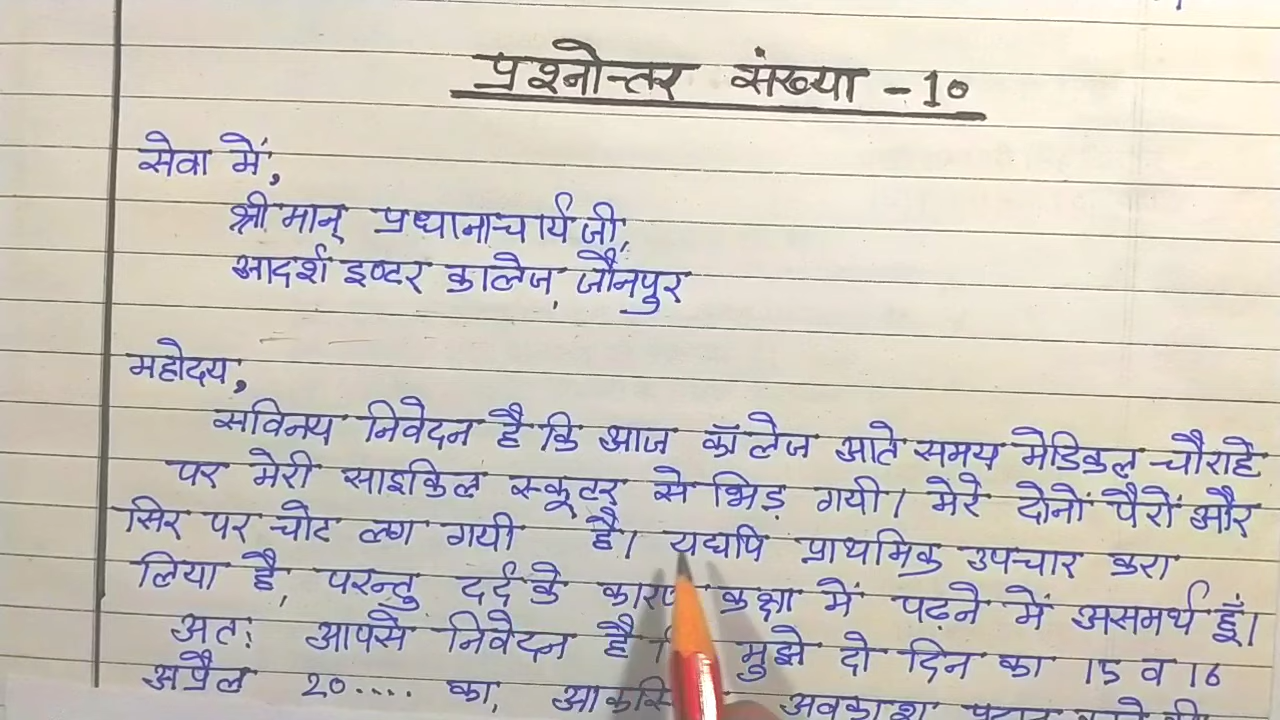 प्रश्नोत्तर संख्या - 10
सेवा में,
श्रीमान् प्रधानाचार्य जी,
आदर्श इण्टर कालेज, जौनपुर
महोदय,
सविनय निवेदन है कि आज कॉलेज आते समय मेडिकल चौराहे
पर मेरी साइकिल स्कूटर से भिड़ गयी। मेरे दोनों पैरों और
सिर पर चोट लग गयी है। यद्यपि प्राथमिक उपचार करा
लिया है, परन्तु दर्द के कारण कक्षा में पढ़ने में असमर्थ हूँ।
अतः आपसे निवेदन है मुझे दो दिन का 15 व 16
अप्रैल 20.... का, अवकाश